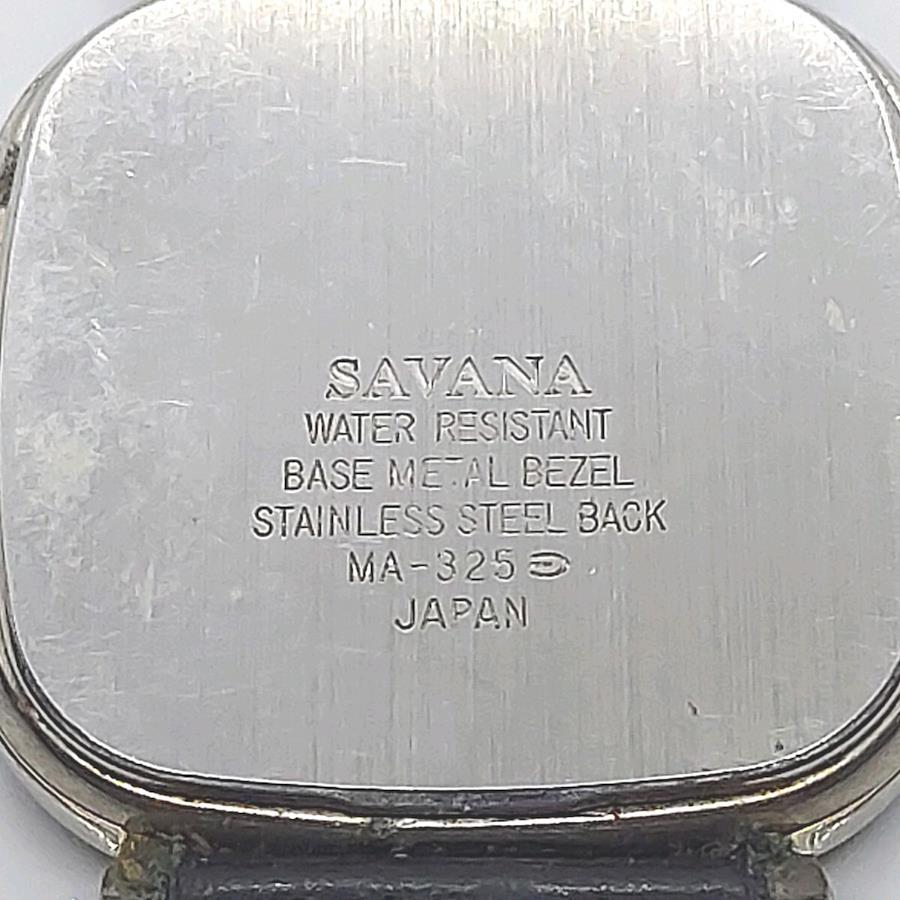 SAVANA
WATER RESISTANT
BASE METAL BEZEL
STAINLESS STEEL BACK
MA-325
JAPAN